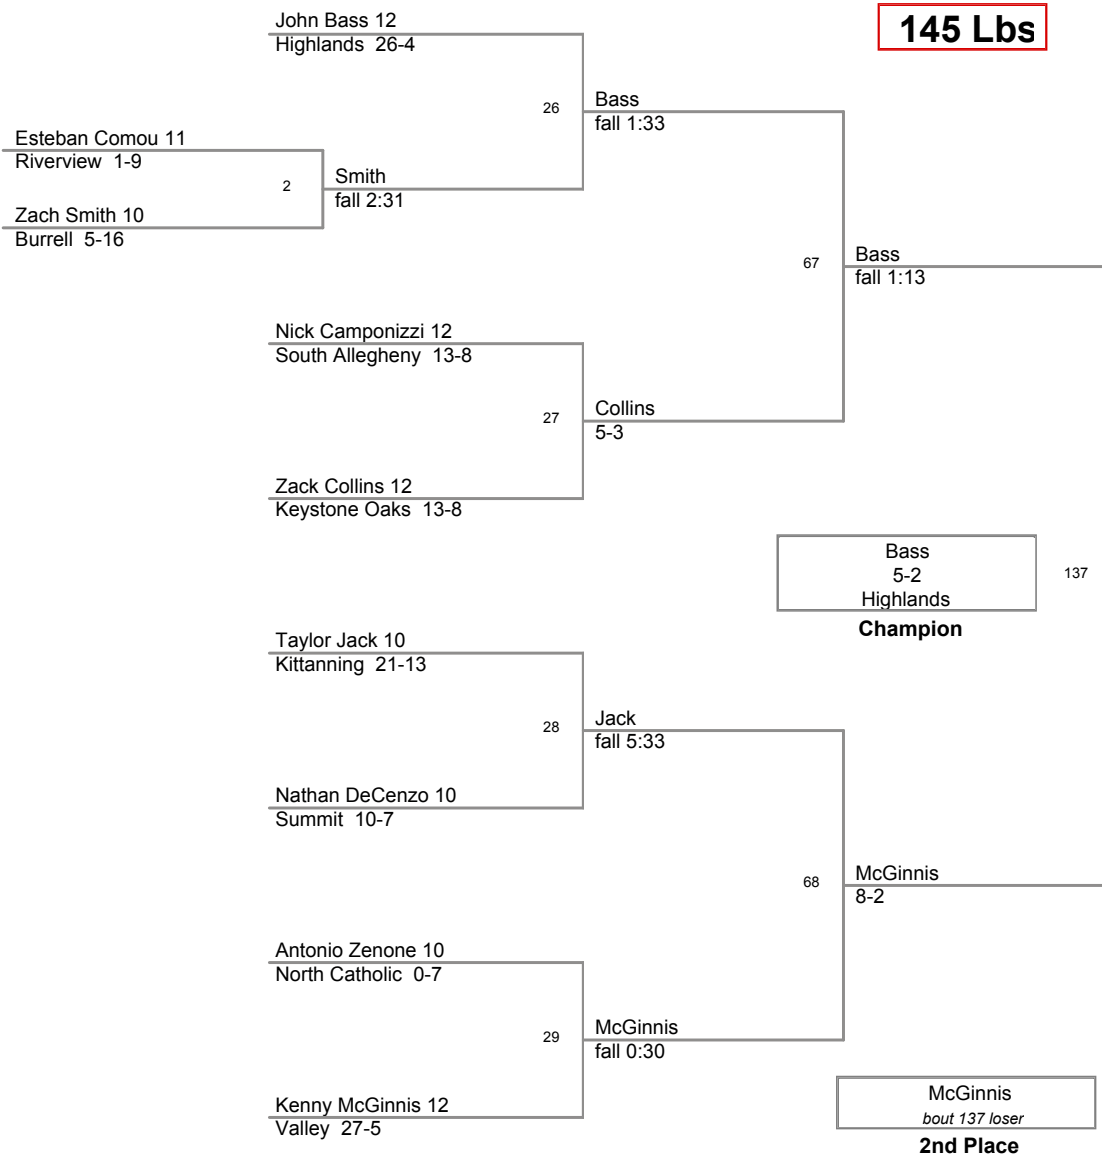 John Bass 12
Highlands  26-4
145 Lbs
26
Bass
fall 1:33
Esteban Comou 11
Riverview  1-9
2
Smith
fall 2:31
Zach Smith 10
Burrell  5-16
67
Bass
fall 1:13
Nick Camponizzi 12
South Allegheny  13-8
27
Collins
5-3
Zack Collins 12
Keystone Oaks  13-8
Bass
5-2
Highlands
137
Champion
Taylor Jack 10
Kittanning  21-13
28
Jack
fall 5:33
Nathan DeCenzo 10
Summit  10-7
68
McGinnis
8-2
Antonio Zenone 10
North Catholic  0-7
29
McGinnis
fall 0:30
Kenny McGinnis 12
Valley  27-5
McGinnis
bout 137 loser
2nd Place